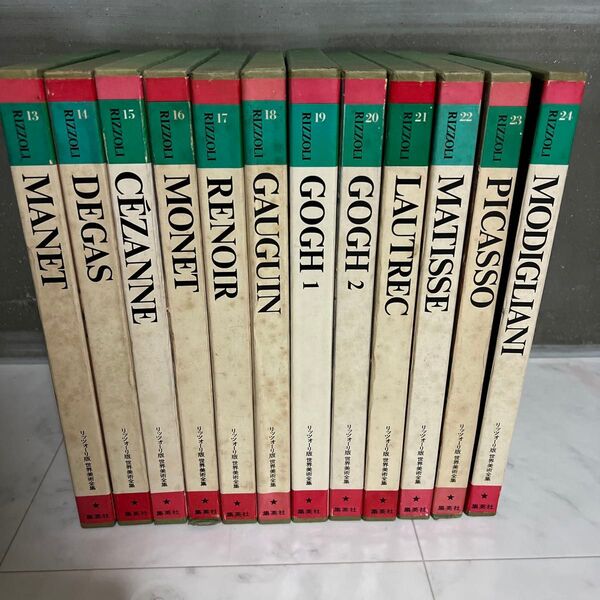 13
RIZZOLI
MANET
リッツォーリ版 世界美術全集
集英社
14
RIZZOLI
DEGAS
リッツォーリ版 世界美術全集
集英社
15
RIZZOLI
CÉZANNE
リッツォーリ版 世界美術全集
集英社
16
RIZZOLI
MONET
リッツォーリ版 世界美術全集
集英社
17
RIZZOLI
RENOIR
リッツォーリ版 世界美術全集
集英社
18
RIZZOLI
GAUGUIN
リッツォーリ版 世界美術全集
集英社
19
RIZZOLI
GOGH 1
リッツォーリ版 世界美術全集
集英社
20
RIZZOLI
GOGH 2
リッツォーリ版 世界美術全集
集英社
21
RIZZOLI
LAUTREC
リッツォーリ版 世界美術全集
集英社
22
RIZZOLI
MATISSE
リッツォーリ版 世界美術全集
集英社
23
RIZZOLI
PICASSO
リッツォーリ版 世界美術全集
集英社
24
RIZZOLI
MODIGLIANI
リッツォーリ版 世界美術全集
集英社